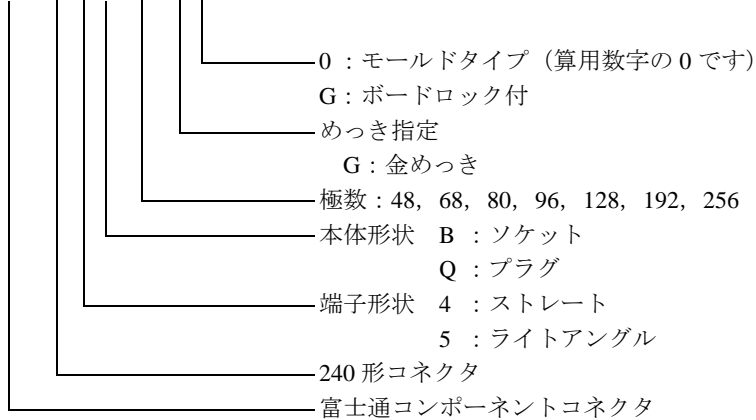 0 : モールドタイプ (算用数字の 0 です)
G : ボードロック付
めっき指定
G : 金めっき
極数 : 48, 68, 80, 96, 128, 192, 256
本体形状 B : ソケット
Q : プラグ
端子形状 4 : ストレート
5 : ライトアングル
240 形コネクタ
富士通コンポーネントコネクタ